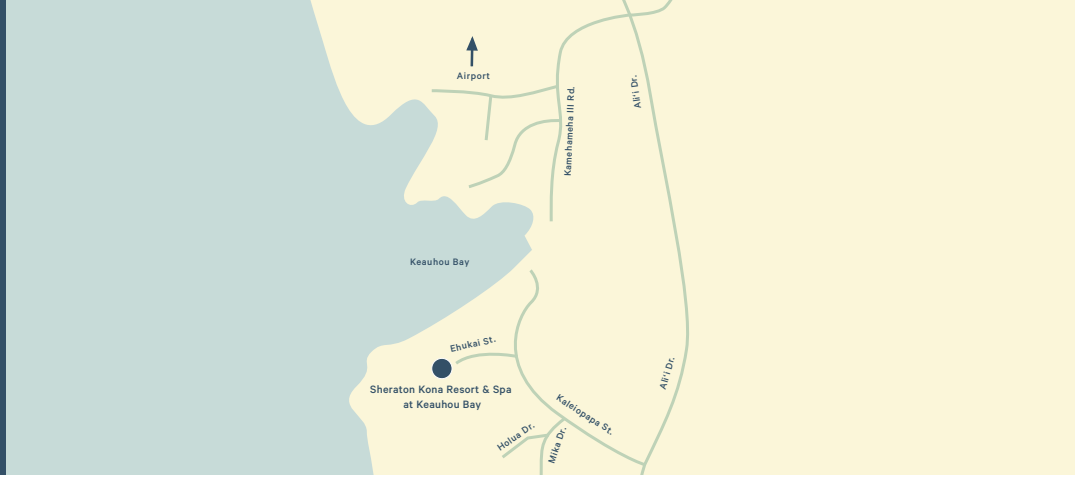 Airport
Ali'i Dr.
Kamehameha III Rd.
Keauhou Bay
Ehukai St.
Ali'i Dr.
Sheraton Kona Resort & Spa
at Keauhou Bay
Kaleiopapa St.
Holua Dr.
Mika Dr.